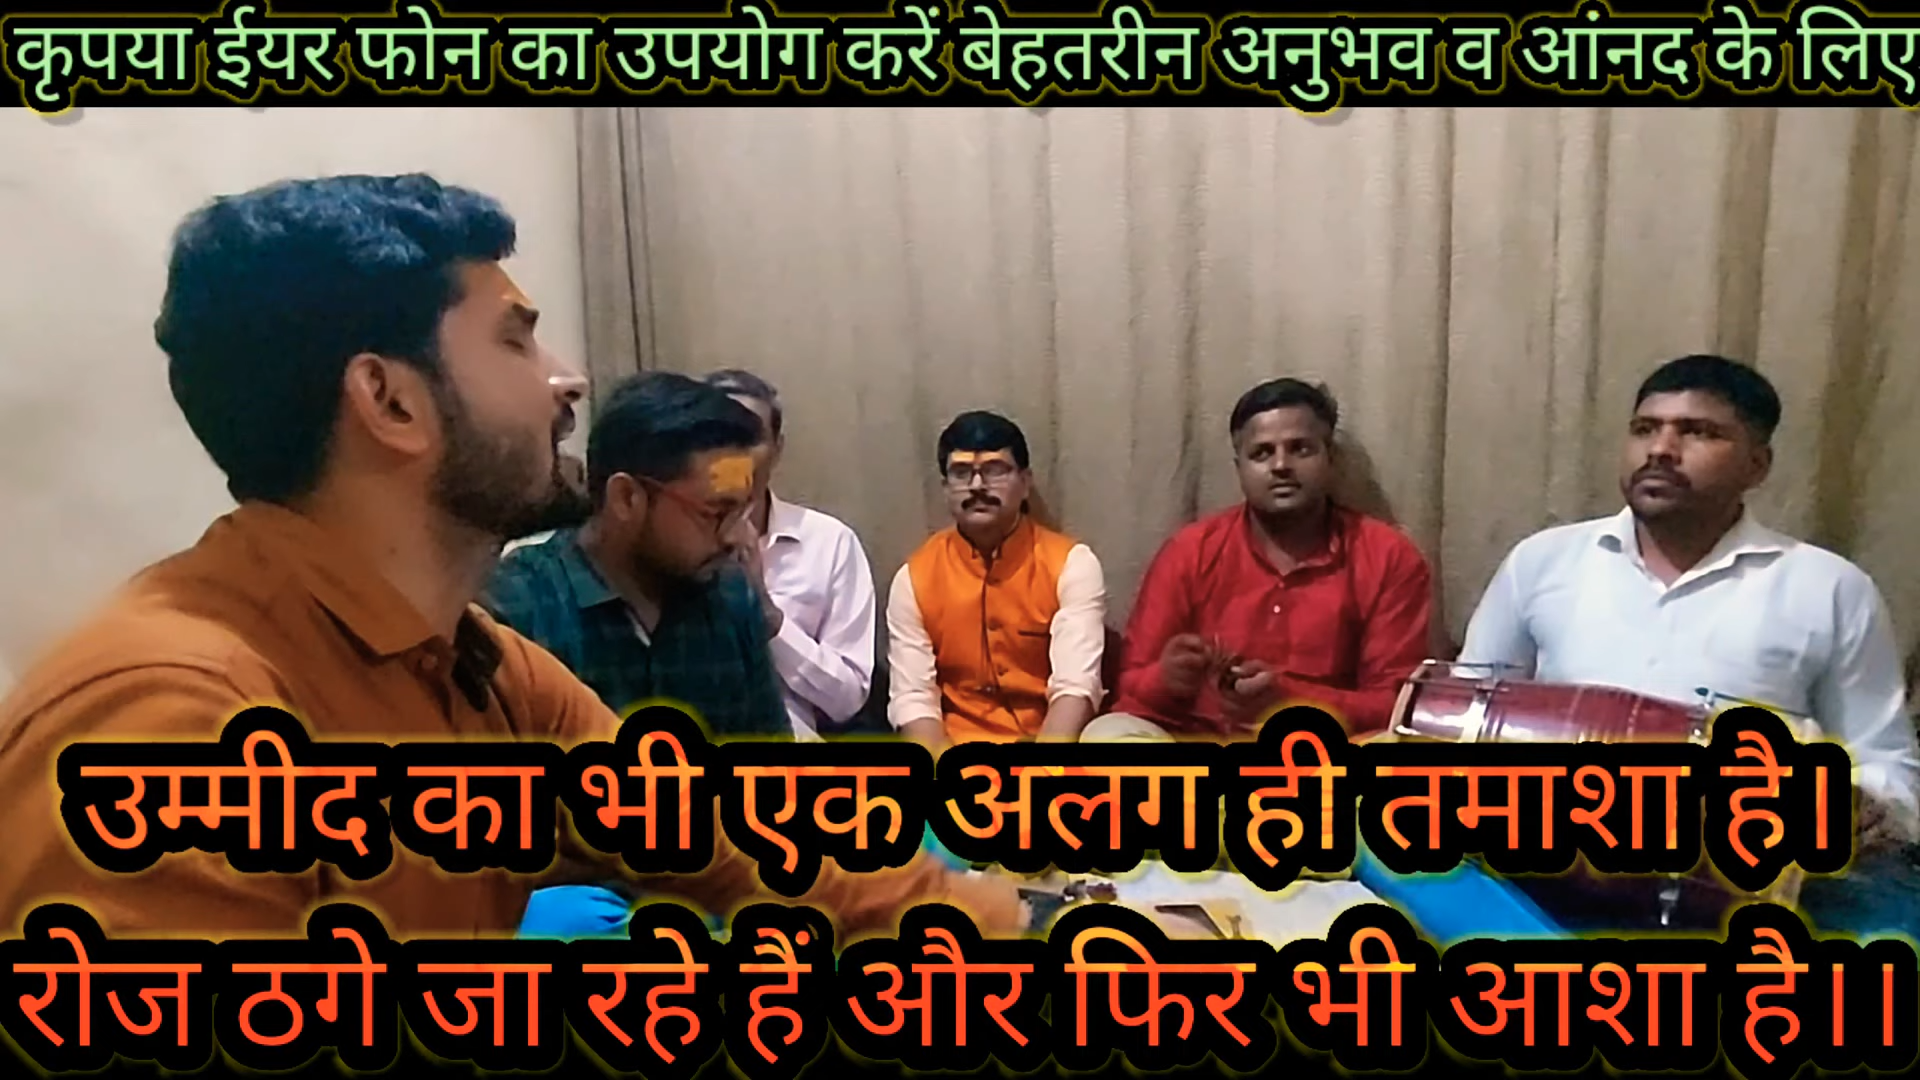 कृपया ईयर फोन का उपयोग करें बेहतरीन अनुभव व आंनद के लिए
उम्मीद का भी एक अलग ही तमाशा है।
रोज ठगे जा रहे हैं और फिर भी आशा है।।